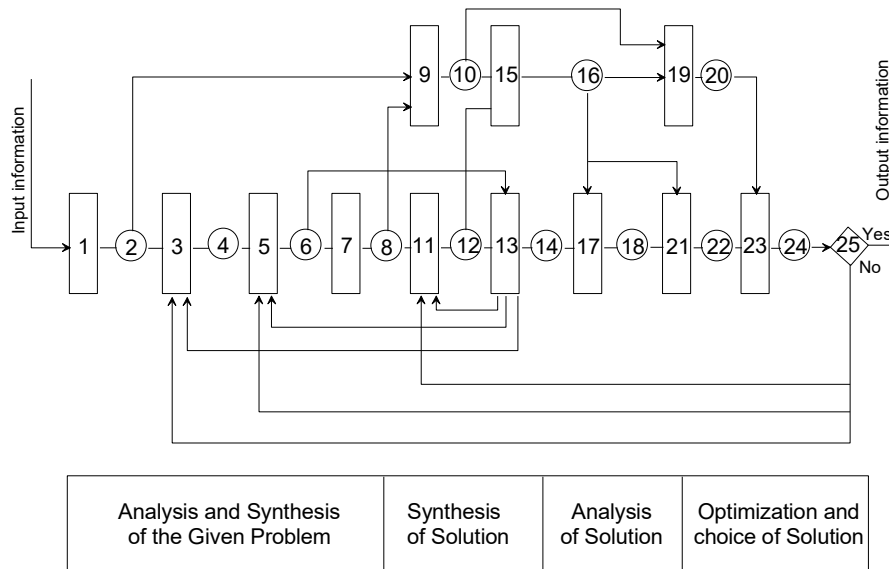 Input information
Output information
9
10
15
16
19
20
1
2
3
4
5
6
7
8
11
12
13
14
17
18
21
22
23
24
25
Yes
No
Analysis and Synthesis
of the Given Problem
Synthesis
of Solution
Analysis
of Solution
Optimization and
choice of Solution